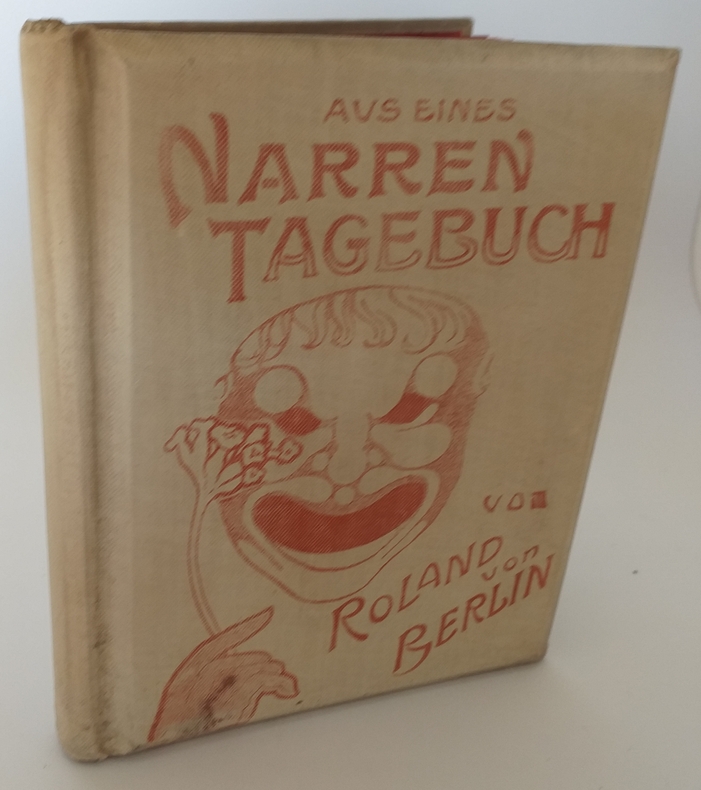 AUS EINES
NARREN
TAGEBUCH
VON
ROLAND
von
BERLIN